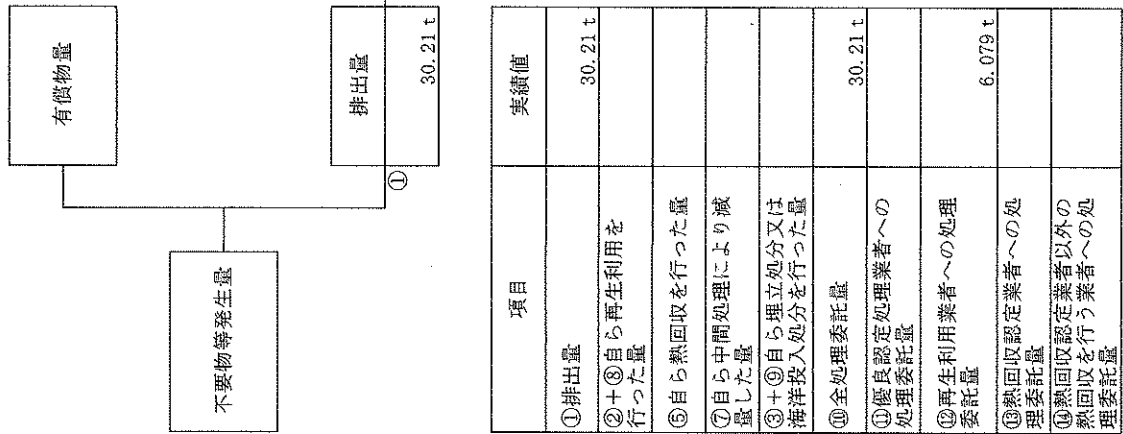 有償物量
不要物等発生量
①
排出量
30.21 t
項目
実績値
①排出量
30.21 t
②+⑧自ら再生利用を
行った量
⑤自ら熱回収を行った量
⑦自ら中間処理により減
量した量
③+⑨自ら埋立処分又は
海洋投入処分を行った量
⑩全処理委託量
30.21 t
⑪優良認定処理業者への
処理委託量
⑫再生利用業者への処理
委託量
6.079 t
⑬熱回収認定業者への処
理委託量
⑭熱回収認定業者以外の
熱回収を行う業者への処
理委託量